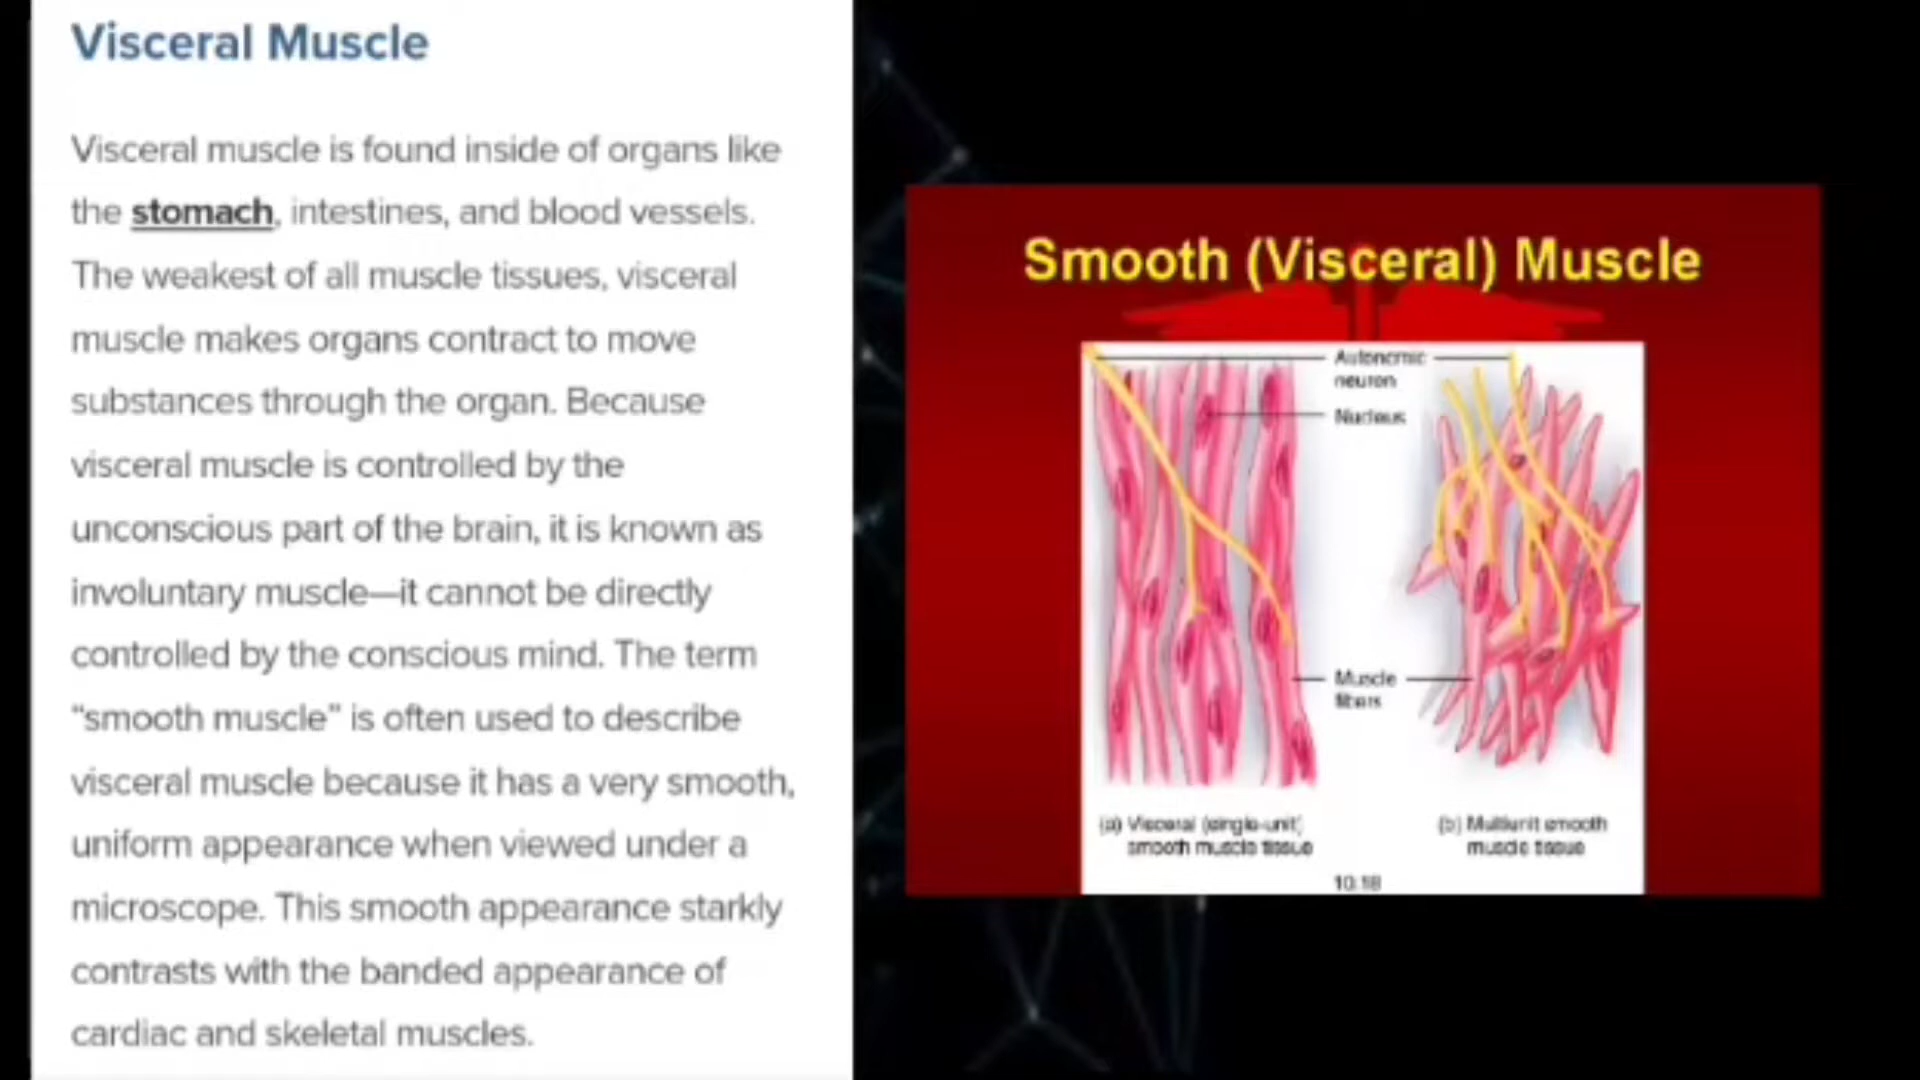 Visceral Muscle
Visceral muscle is found inside of organs like
the stomach, intestines, and blood vessels.
The weakest of all muscle tissues, visceral
muscle makes organs contract to move
substances through the organ. Because
visceral muscle is controlled by the
unconscious part of the brain, it is known as
involuntary muscle—it cannot be directly
controlled by the conscious mind. The term
“smooth muscle” is often used to describe
visceral muscle because it has a very smooth,
uniform appearance when viewed under a
microscope. This smooth appearance starkly
contrasts with the banded appearance of
cardiac and skeletal muscles.
Smooth (Visceral) Muscle
Autonomic
neuron
Nucleus
Muscle
fibers
(a) Visceral (single-unit)
smooth muscle tissue
(b) Multiunit smooth
muscle tissue
10.18